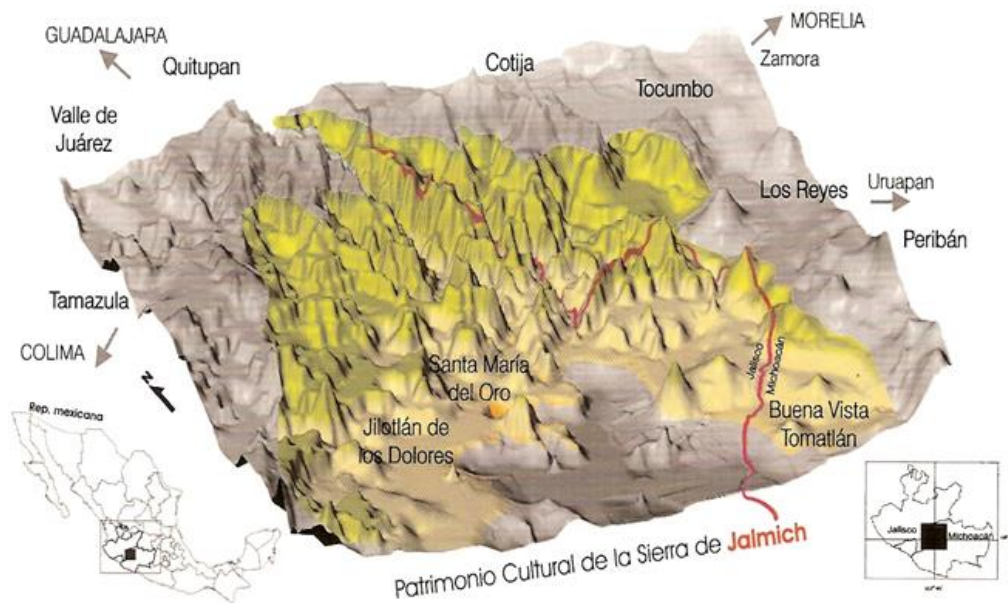 GUADALAJARA
Quitupan
Cotija
MORELIA
Zamora
Tocumbo
Valle de
Juárez
Los Reyes
Uruapan
Peribán
Tamazula
COLIMA
N
Santa María
del Oro
Jalisco
Michoacán
Jilotlán de
los Dolores
Buena Vista
Tomatlán
Rep. mexicana
Jalisco
Michoacán
Patrimonio Cultural de la Sierra de Jalmich